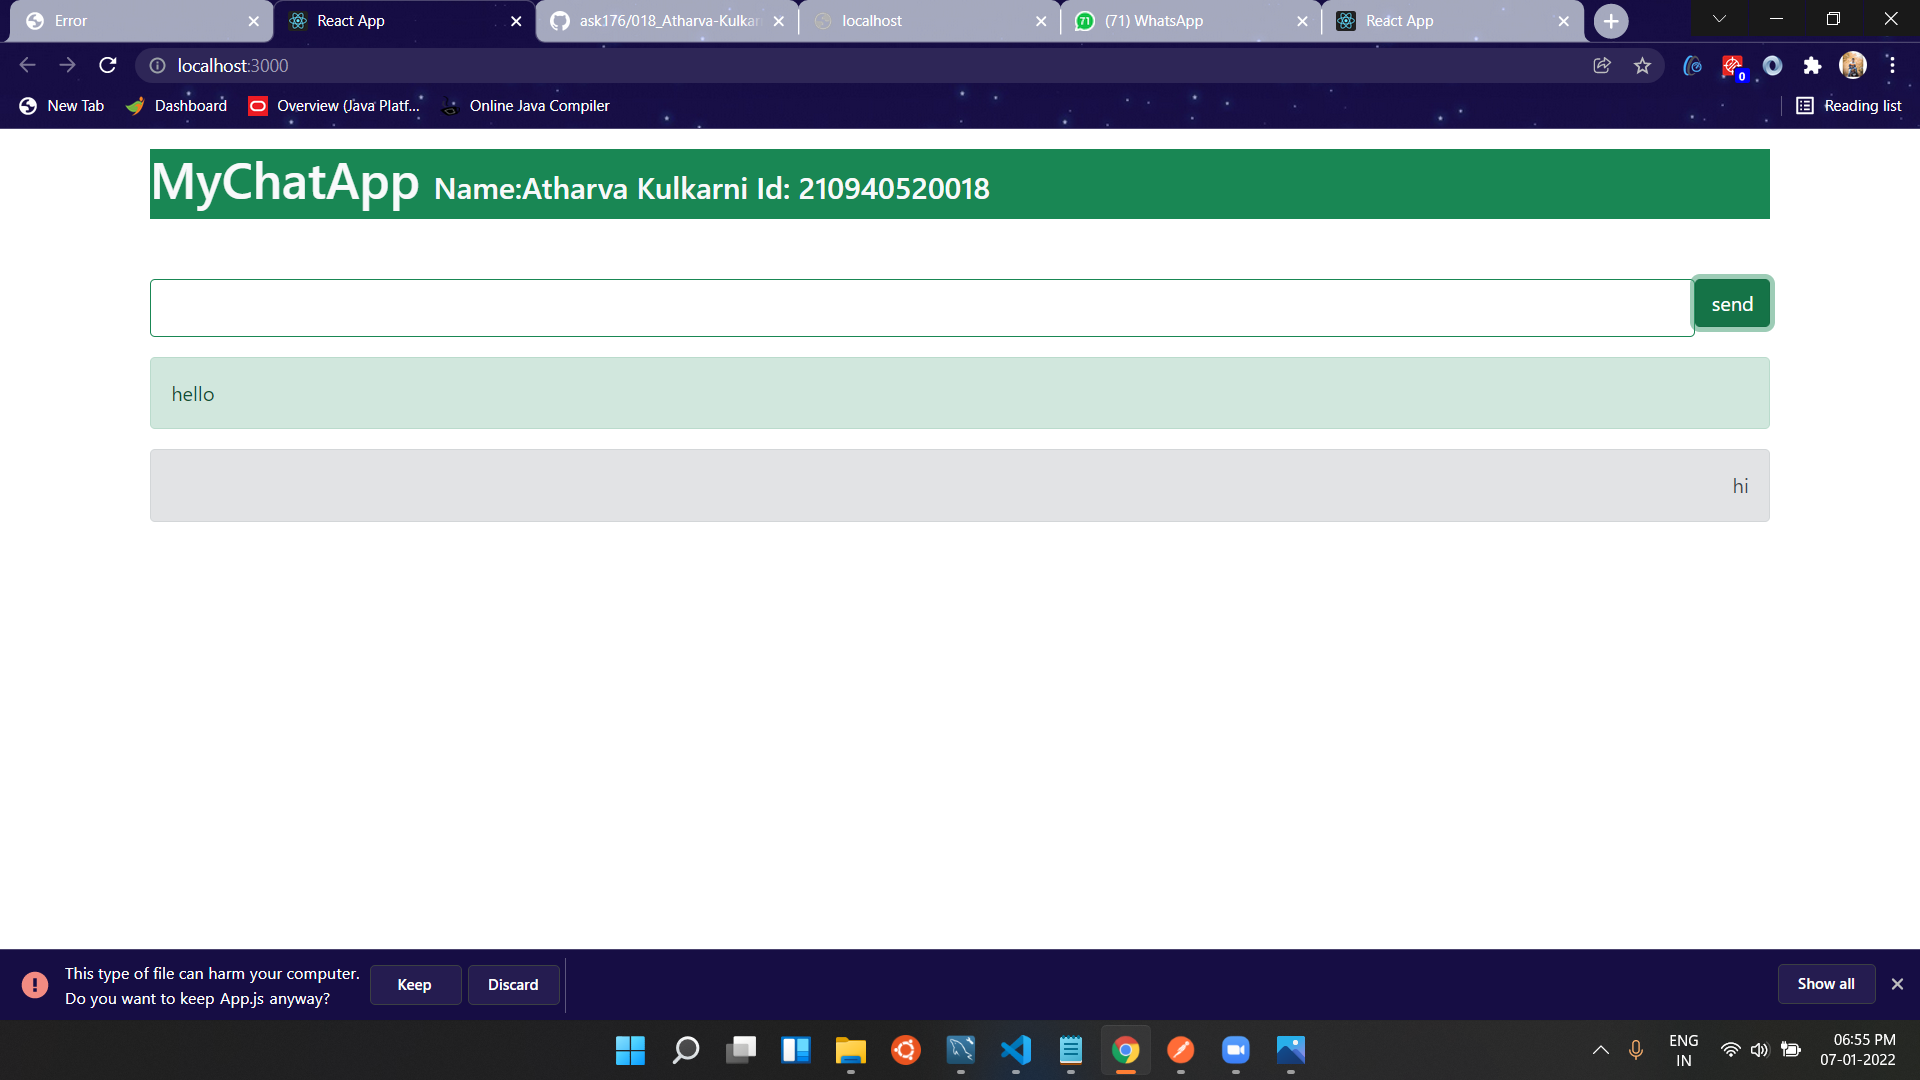 Error
React App
ask176/018_Atharva-Kulkar
localhost
(71) WhatsApp
React App
localhost:3000
0
New Tab
Dashboard
Overview (Java Platf...
Online Java Compiler
Reading list
MyChatApp Name:Atharva Kulkarni Id: 210940520018
send
hello
hi
This type of file can harm your computer.
Do you want to keep App.js anyway?
Keep
Discard
Show all
ENG
IN
06:55 PM
07-01-2022